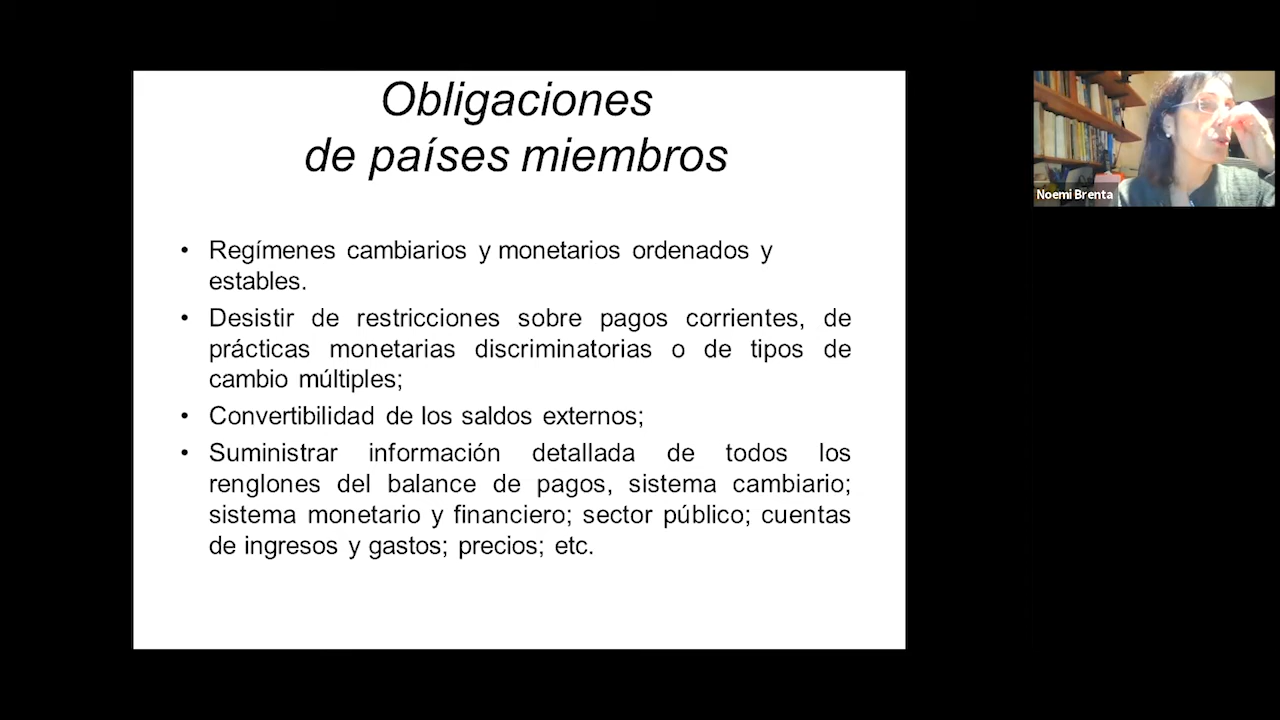 Obligaciones
de países miembros
• Regímenes cambiarios y monetarios ordenados y
estables.
• Desistir de restricciones sobre pagos corrientes, de
prácticas monetarias discriminatorias o de tipos de
cambio múltiples;
• Convertibilidad de los saldos externos;
• Suministrar información detallada de todos los
renglones del balance de pagos, sistema cambiario;
sistema monetario y financiero; sector público; cuentas
de ingresos y gastos; precios; etc.
Noemi Brenta